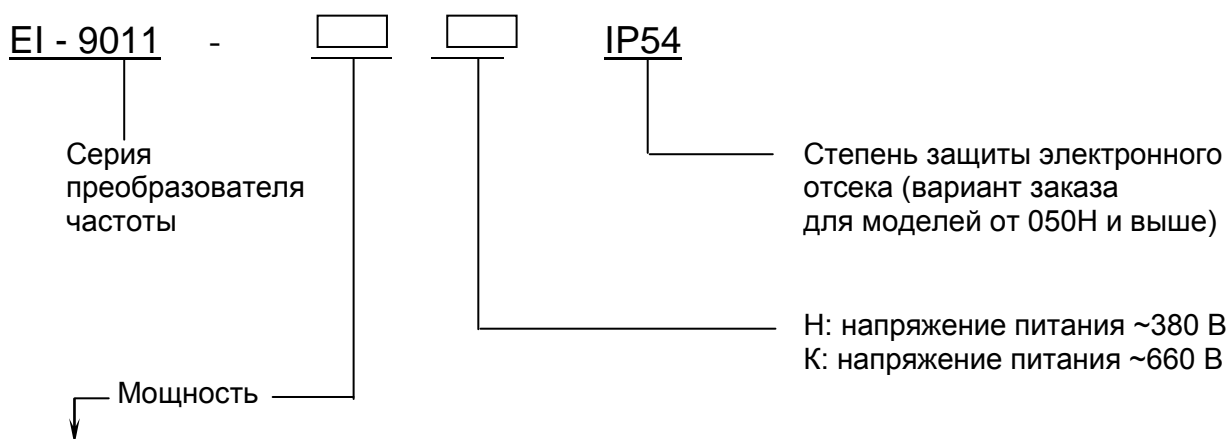 EI - 9011 - IP54
Серия
преобразователя
частоты
Степень защиты электронного
отсека (вариант заказа
для моделей от 050Н и выше)
Н: напряжение питания ~380 В
К: напряжение питания ~660 В
Мощность